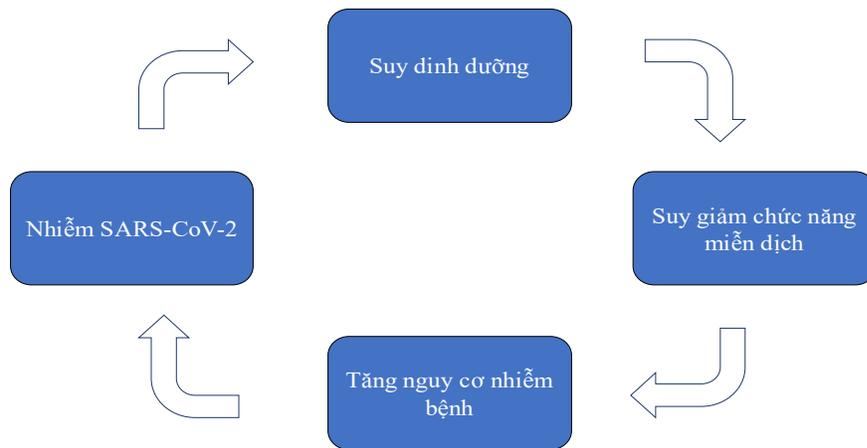 Suy dinh dưỡng
Nhiễm SARS-CoV-2
Suy giảm chức năng
miễn dịch
Tăng nguy cơ nhiễm
bệnh